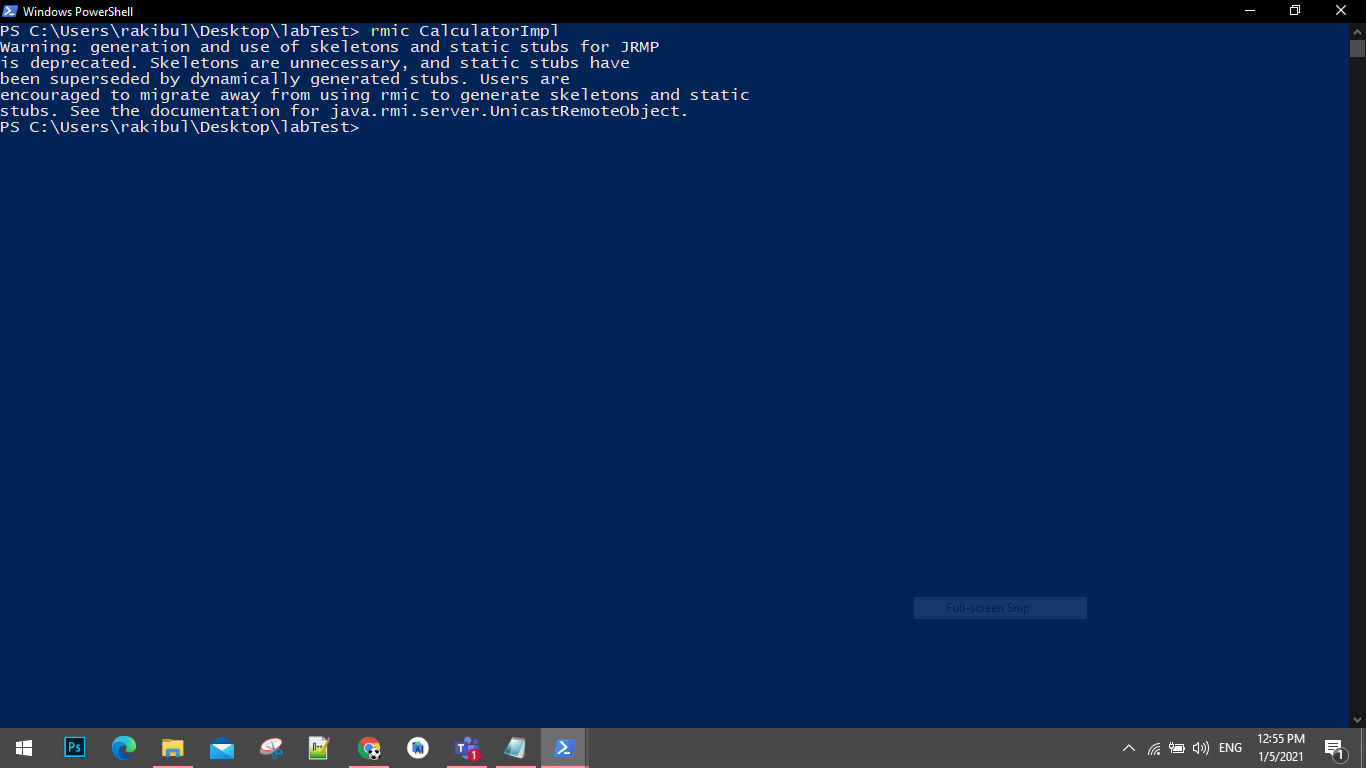 Windows PowerShell
PS C:\Users\rakibul\Desktop\labTest> rmic CalculatorImpl
Warning: generation and use of skeletons and static stubs for JRMP
is deprecated. Skeletons are unnecessary, and static stubs have
been superseded by dynamically generated stubs. Users are
encouraged to migrate away from using rmic to generate skeletons and static
stubs. See the documentation for java.rmi.server.UnicastRemoteObject.
PS C:\Users\rakibul\Desktop\labTest>
Full-screen Snip
Ps
1
ENG
12:55 PM
1/5/2021
1